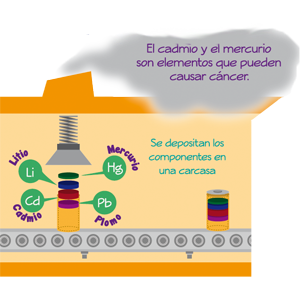 El cadmio y el mercurio
son elementos que pueden
causar cáncer.
Se depositan los
componentes en
una carcasa
Litio
Mercurio
Li
Hg
Cd
Pb
Cadmio
Plomo